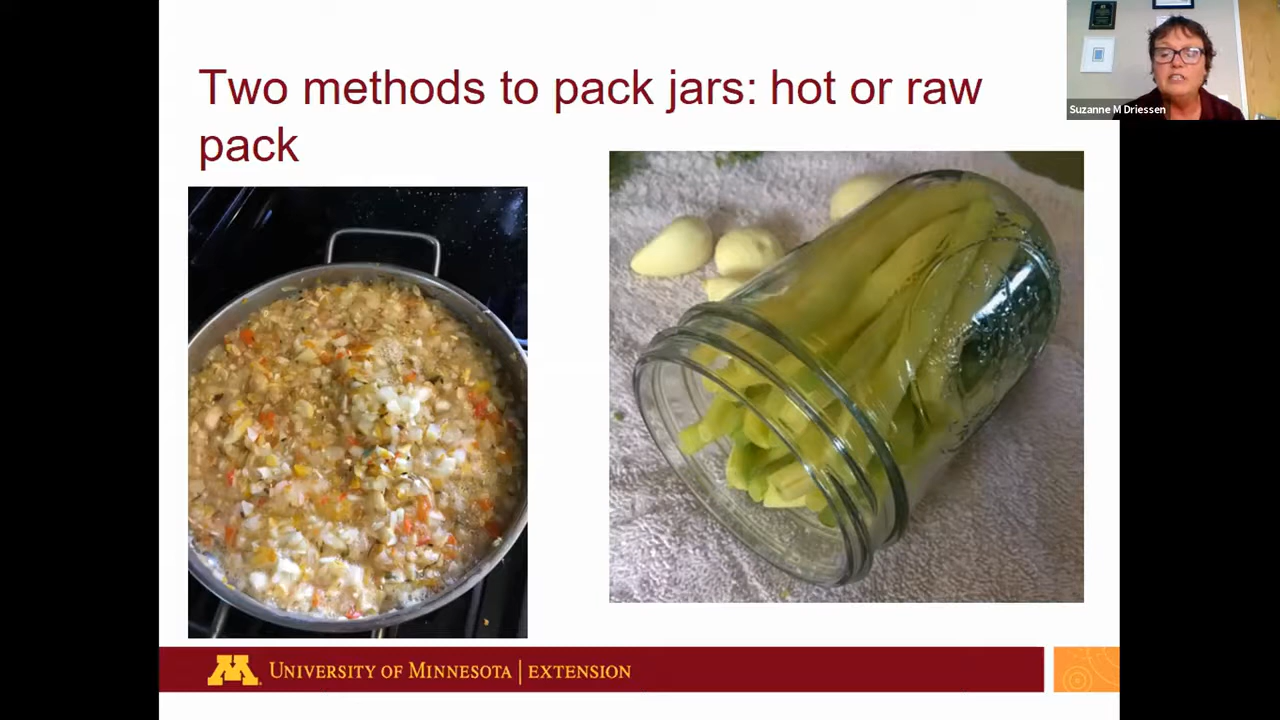 Two methods to pack jars: hot or raw
pack
Suzanne M Driessen
UNIVERSITY OF MINNESOTA | EXTENSION